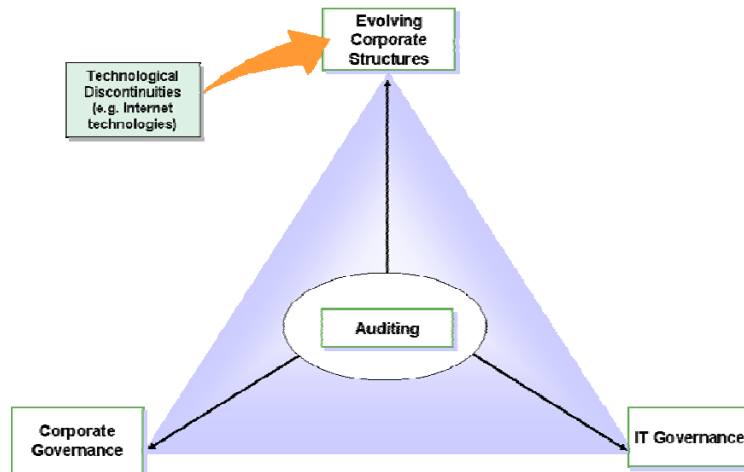 Evolving
Corporate
Structures
Technological
Discontinuities
(e.g. Internet
technologies)
Auditing
Corporate
Governance
IT Governance